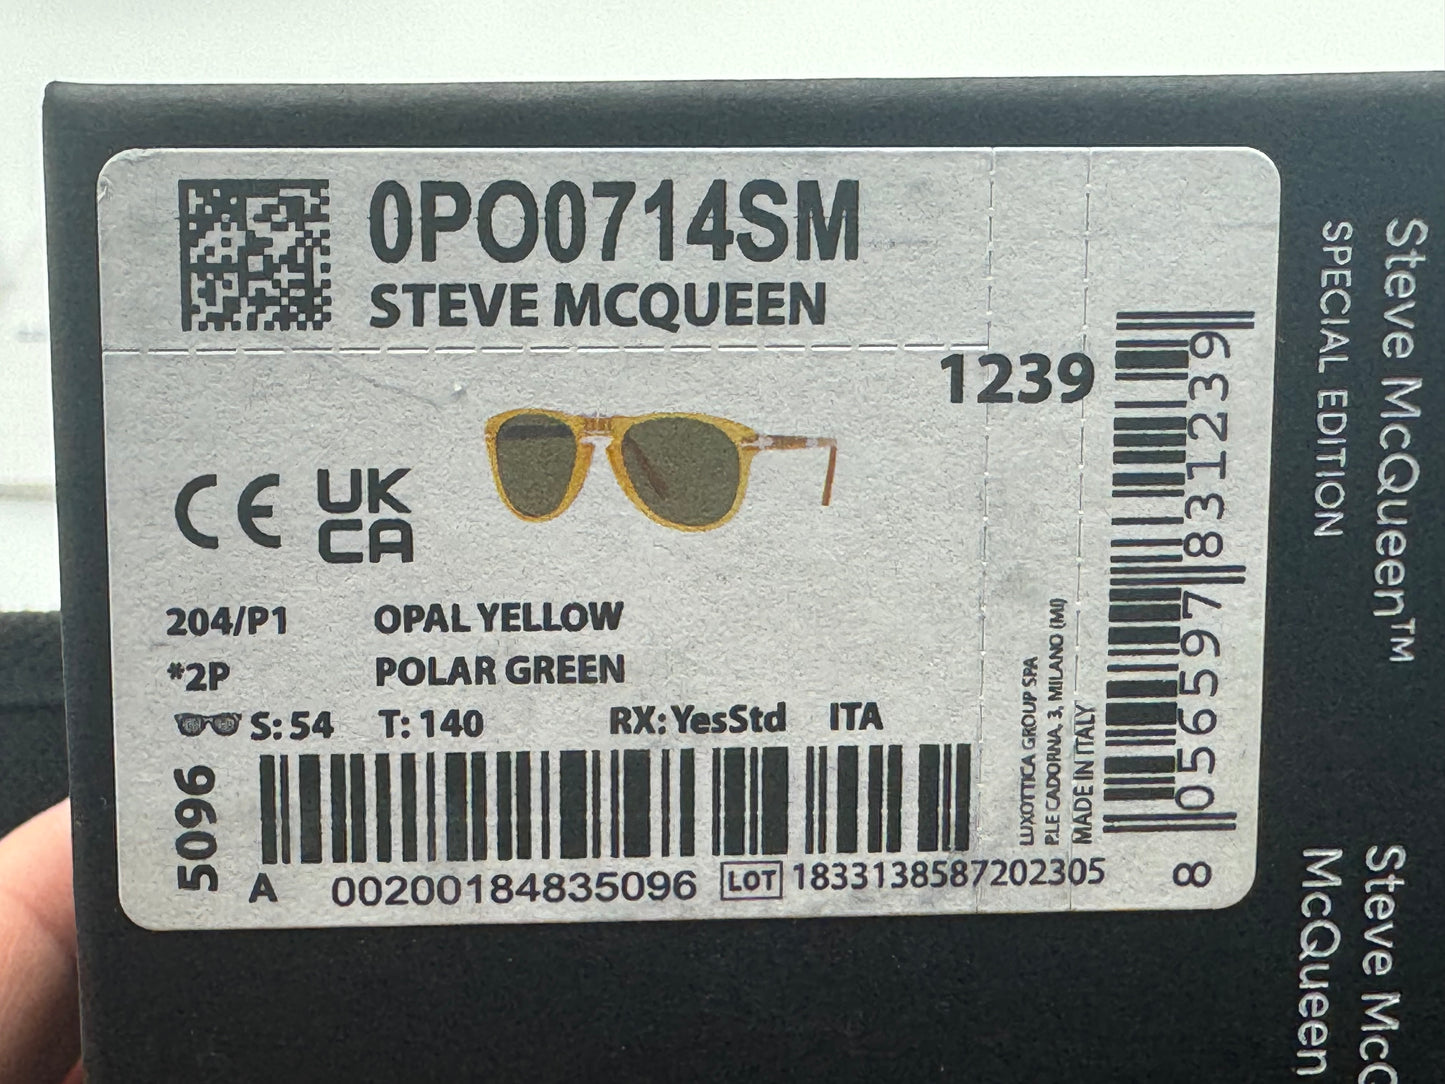 0PO0714SM
STEVE MCQUEEN
1239
CE
UK
CA
204/P1 OPAL YELLOW
*2P POLAR GREEN
S: 54 T: 140 RX: YesStd ITA
5096
A 00200184835096 LOT 1833138587202305
LUXOTTICA GROUP SPA
P.LE CADORNA, 3, MILANO (MI)
MADE IN ITALY
8 056597 831239
Steve McQueen™
SPECIAL EDITION
Steve McQ
McQueen